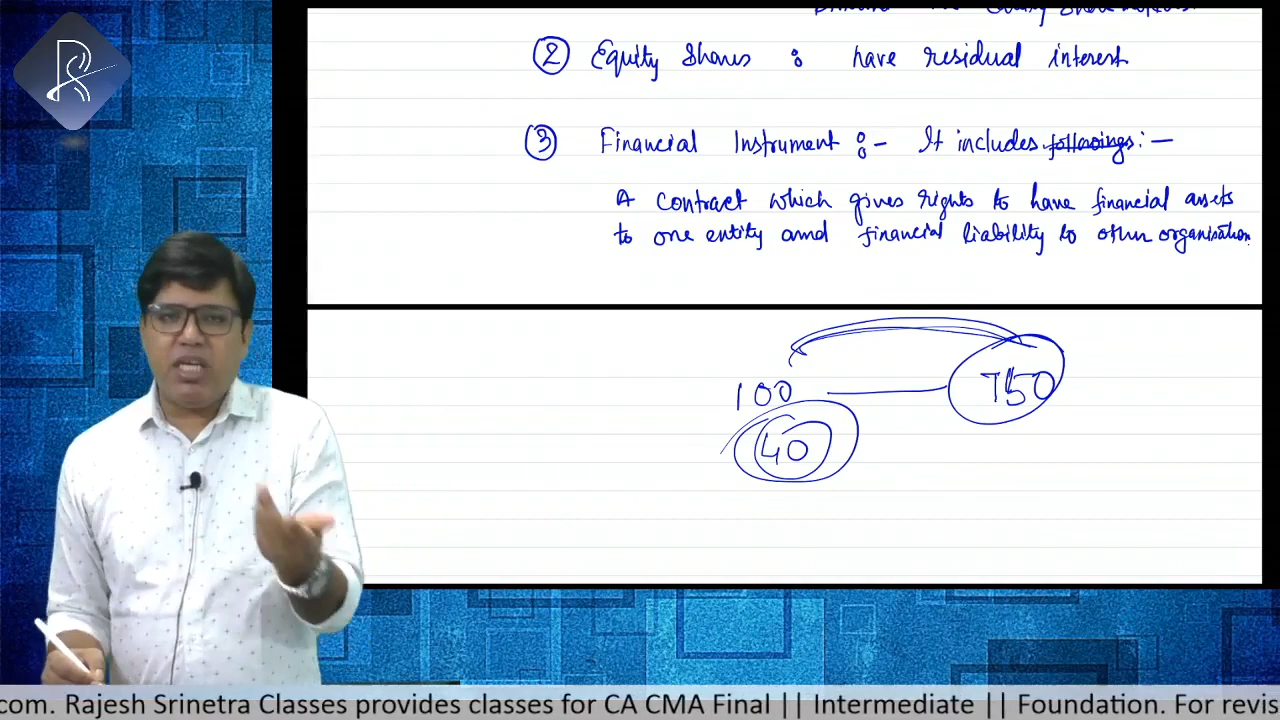 Equity Share
② Equity Shares : have residual interest
③ Financial Instrument :- It includes followings :-
A contract which gives rights to have financial assets
to one entity and financial liability to other organisation.
100 750
40
com. Rajesh Srinetra Classes provides classes for CA CMA Final || Intermediate || Foundation. For revis